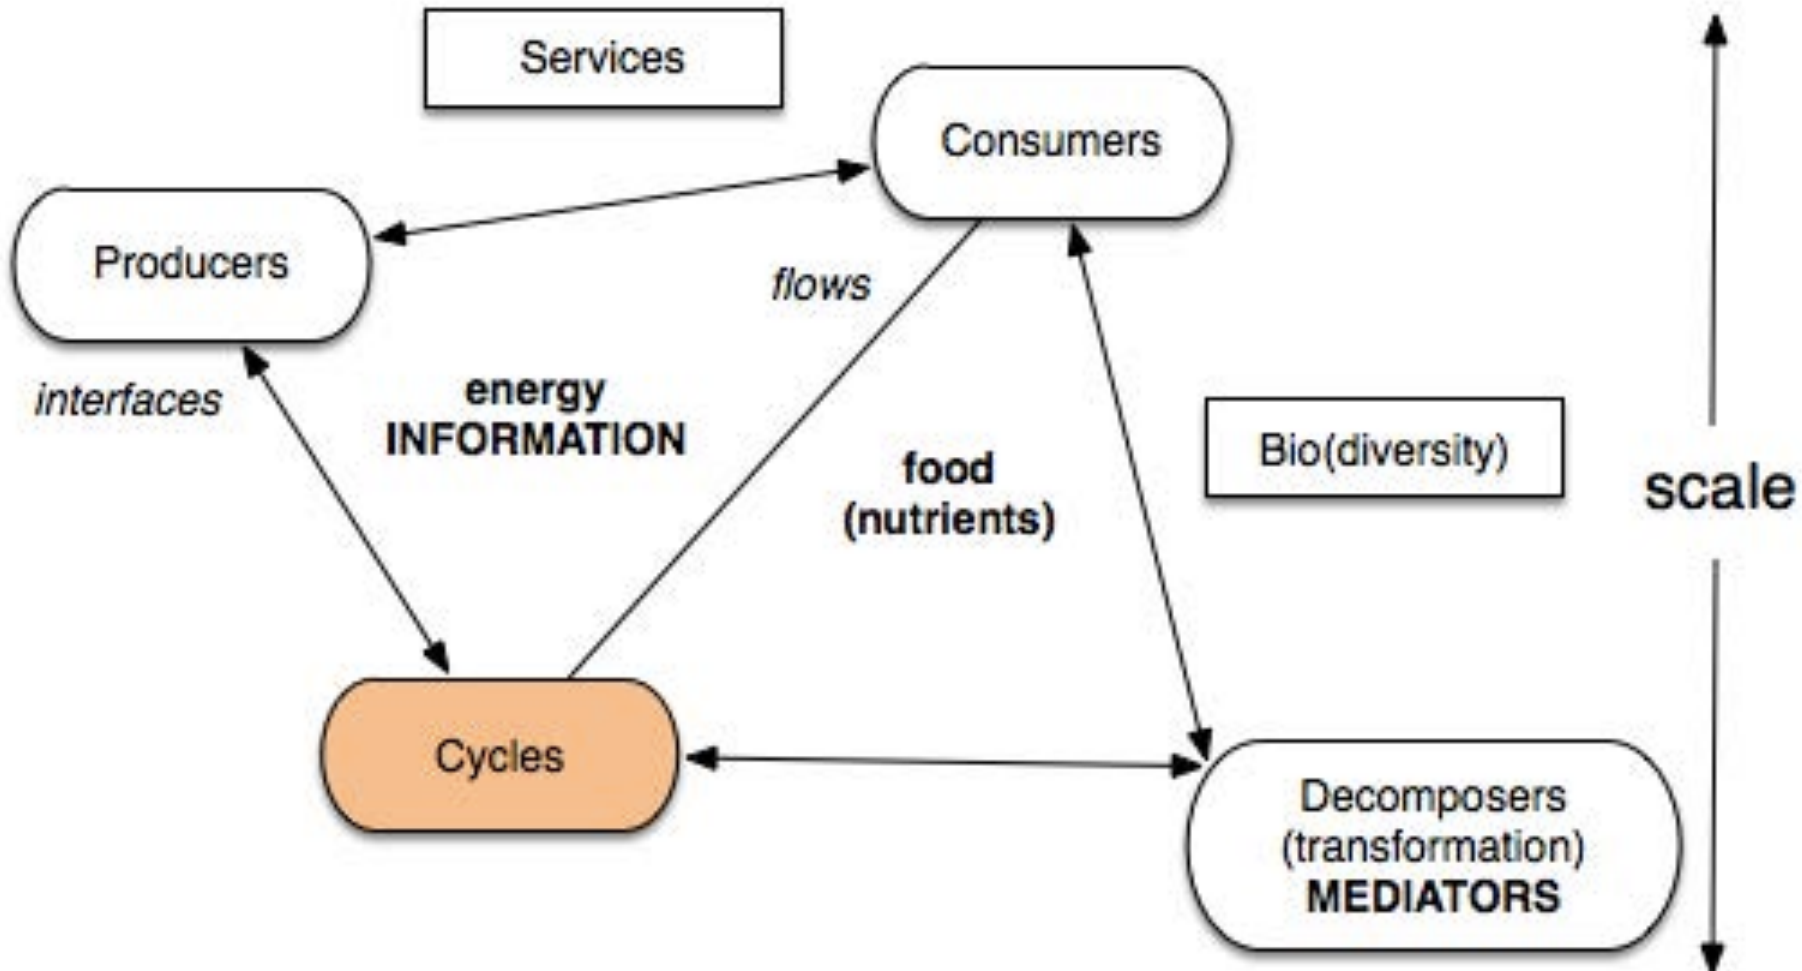 Services
Consumers
Producers
flows
interfaces
energy
INFORMATION
food
(nutrients)
Bio(diversity)
scale
Cycles
Decomposers
(transformation)
MEDIATORS